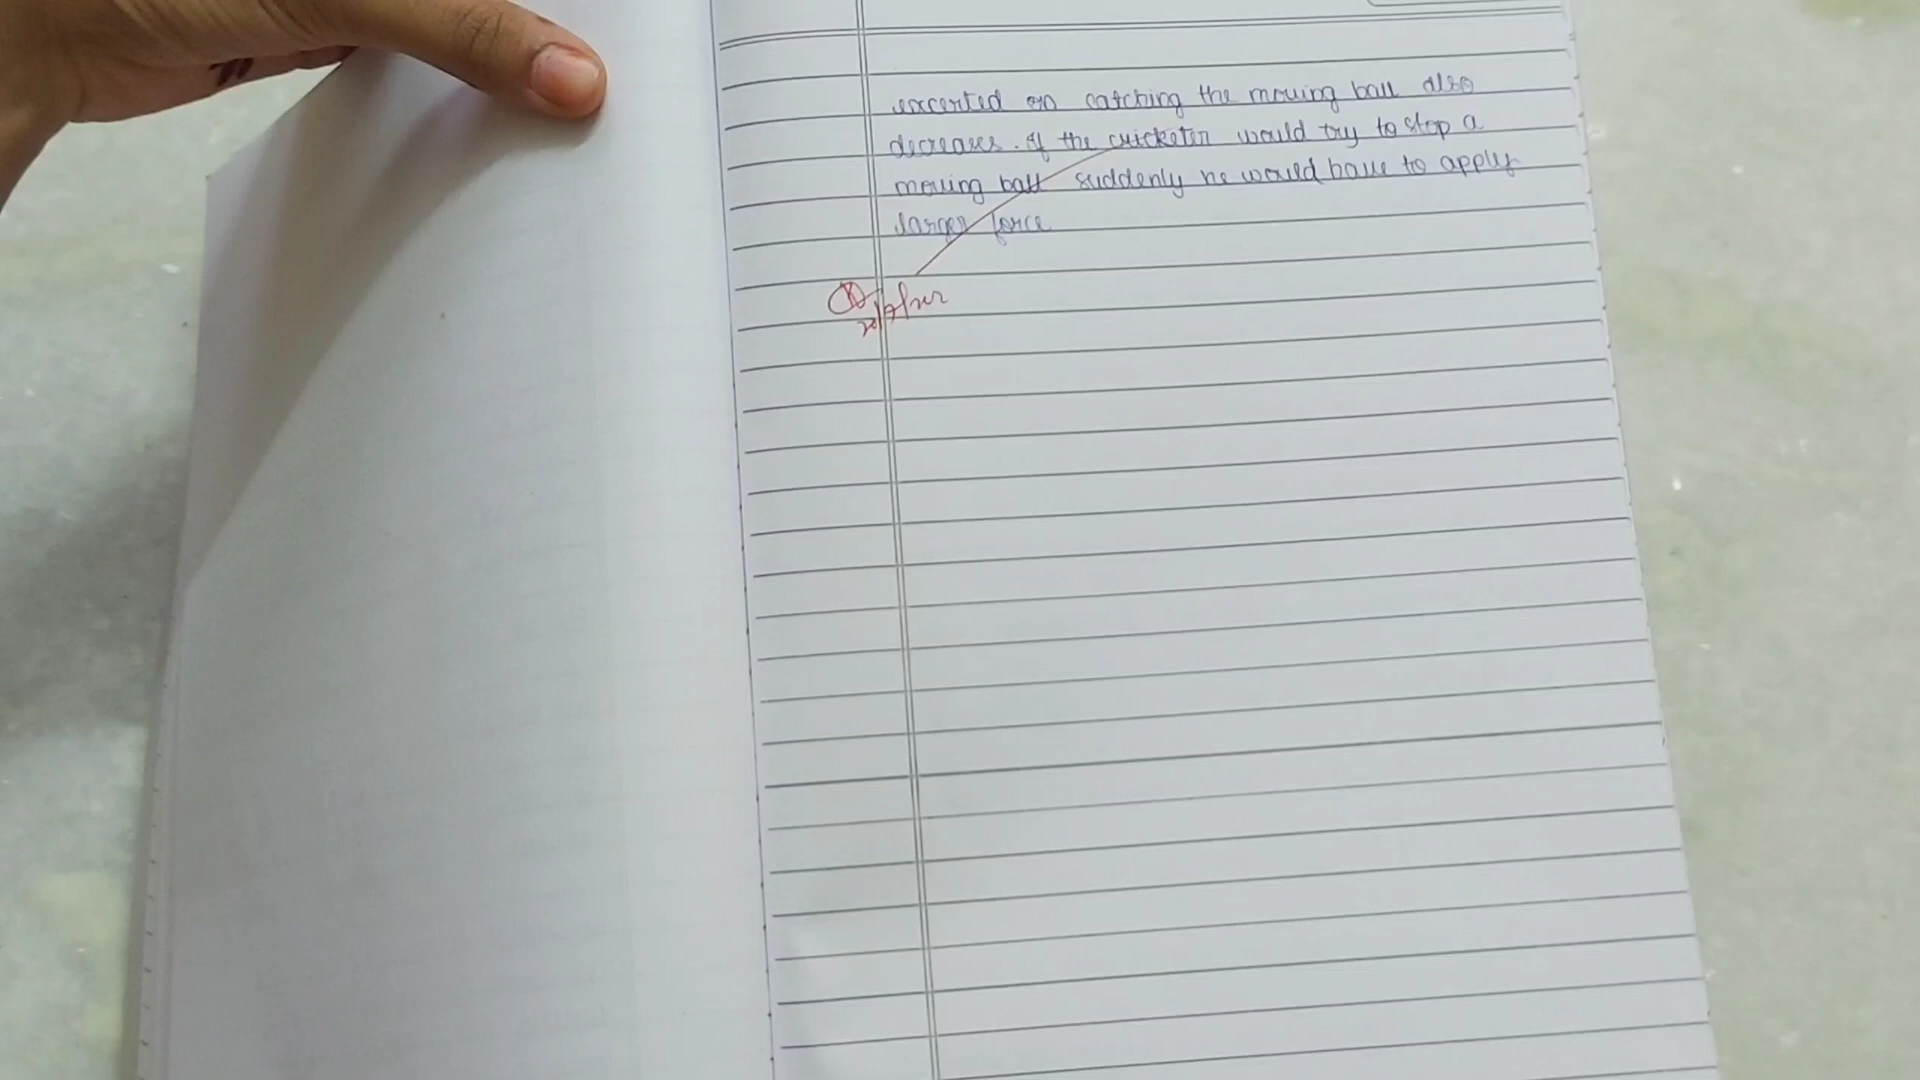 excerted on catching the moving ball also
decreases. If the cricketer would try to stop a
moving ball suddenly he would have to apply
larger force